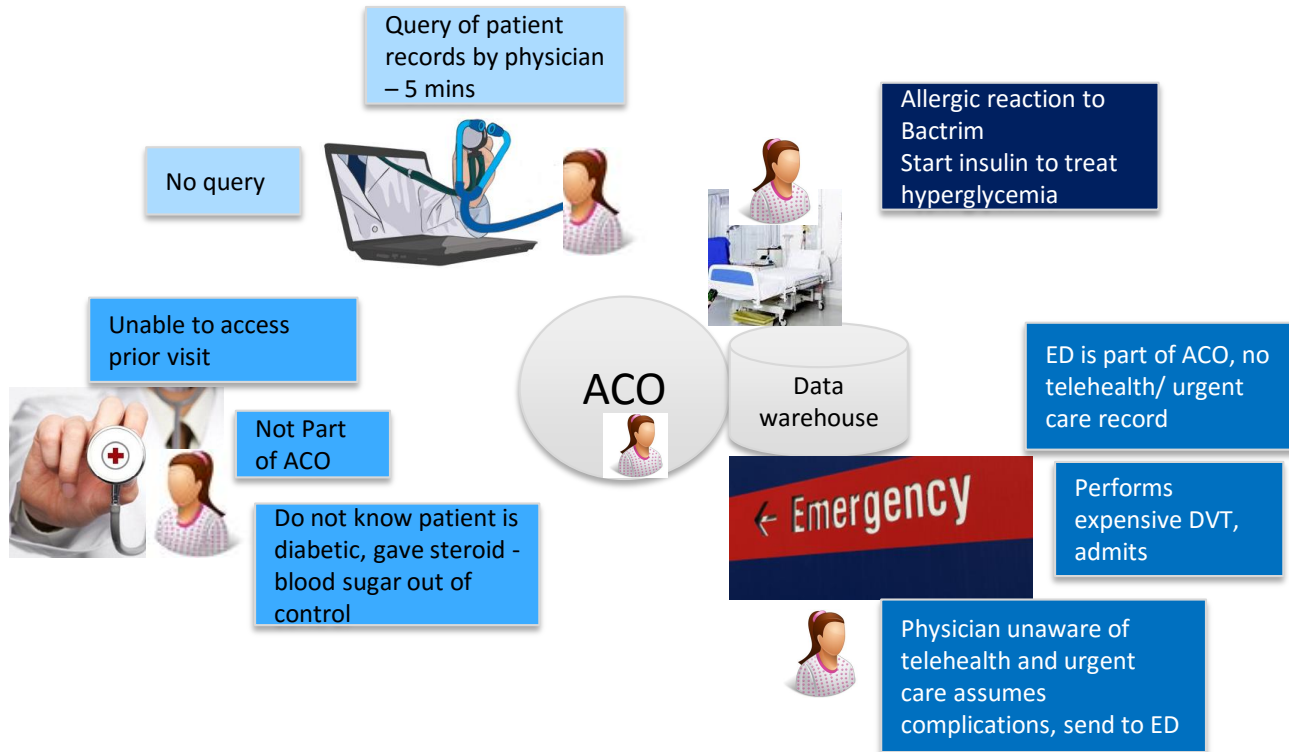 Query of patient
records by physician
– 5 mins
No query
Allergic reaction to
Bactrim
Start insulin to treat
hyperglycemia
Unable to access
prior visit
Not Part
of ACO
Do not know patient is
diabetic, gave steroid -
blood sugar out of
control
ACO
Data
warehouse
ED is part of ACO, no
telehealth/ urgent
care record
← Emergency
Performs
expensive DVT,
admits
Physician unaware of
telehealth and urgent
care assumes
complications, send to ED